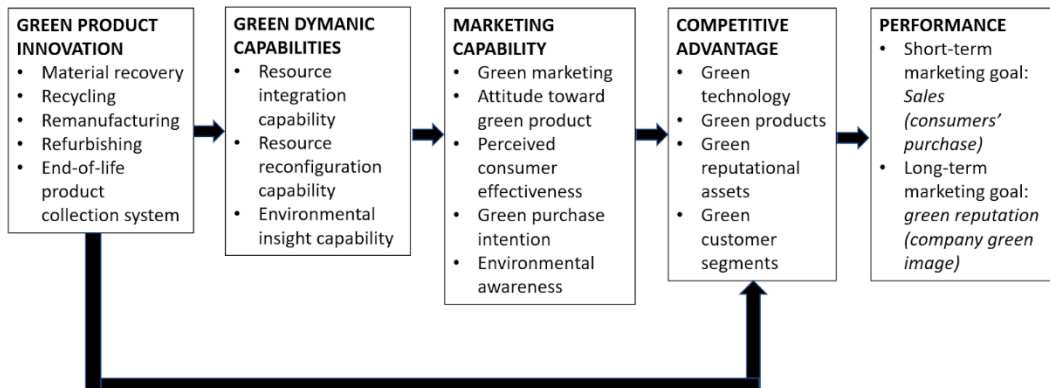 GREEN PRODUCT
INNOVATION
• Material recovery
• Recycling
• Remanufacturing
• Refurbishing
• End-of-life
product
collection system
GREEN DYMANIC
CAPABILITIES
• Resource
integration
capability
• Resource
reconfiguration
capability
• Environmental
insight capability
MARKETING
CAPABILITY
• Green marketing
• Attitude toward
green product
• Perceived
consumer
effectiveness
• Green purchase
intention
• Environmental
awareness
COMPETITIVE
ADVANTAGE
• Green
technology
• Green products
• Green
reputational
assets
• Green
customer
segments
PERFORMANCE
• Short-term
marketing goal:
Sales
(consumers’
purchase)
• Long-term
marketing goal:
green reputation
(company green
image)